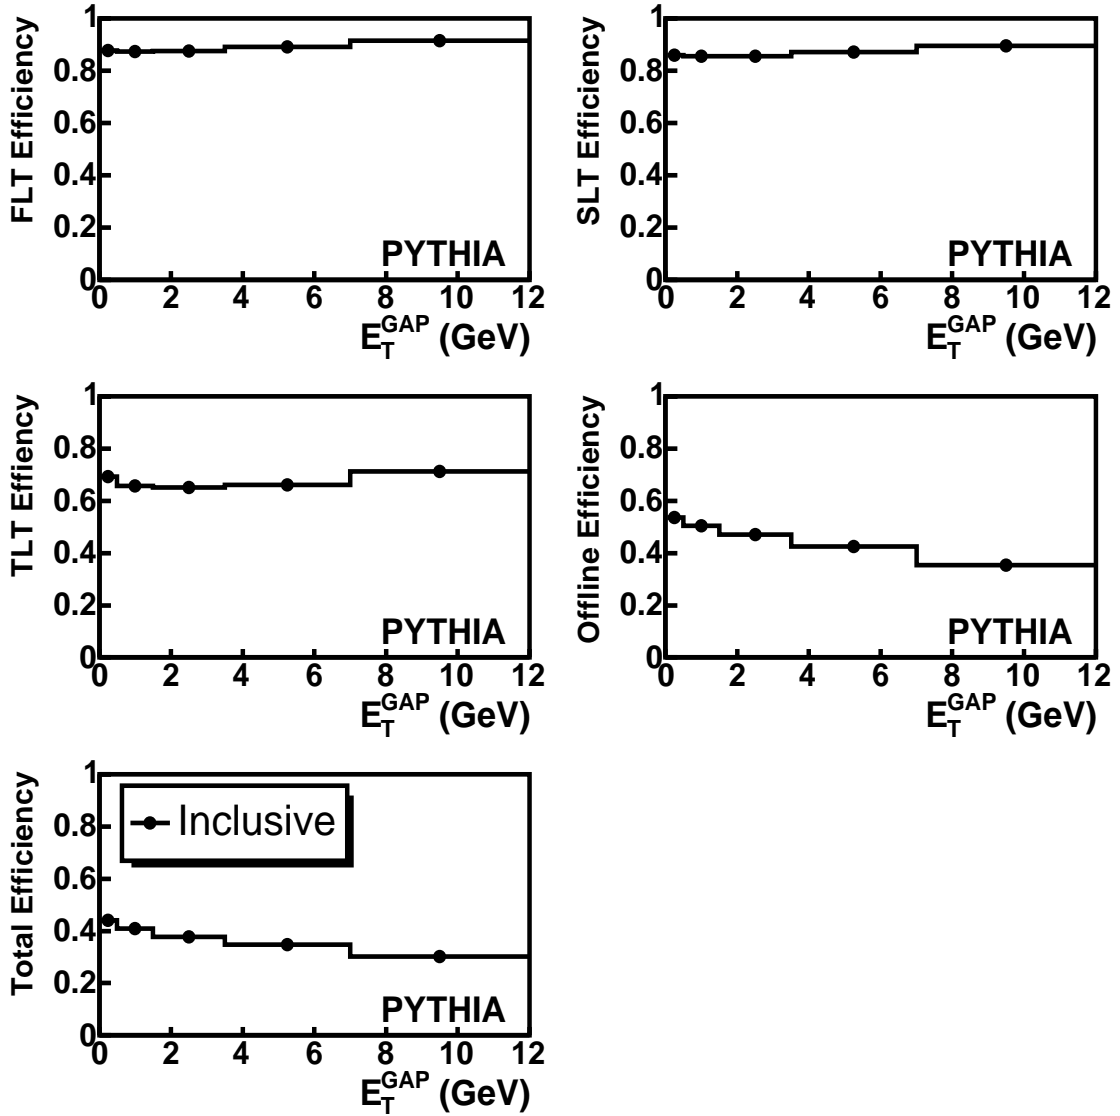 FLT Efficiency
1
0.8
0.6
0.4
0.2
0
PYTHIA
0 2 4 6 8 10 12
E_T^GAP (GeV)
SLT Efficiency
1
0.8
0.6
0.4
0.2
0
PYTHIA
0 2 4 6 8 10 12
E_T^GAP (GeV)
TLT Effiency
1
0.8
0.6
0.4
0.2
0
PYTHIA
0 2 4 6 8 10 12
E_T^GAP (GeV)
Offline Efficiency
1
0.8
0.6
0.4
0.2
0
PYTHIA
0 2 4 6 8 10 12
E_T^GAP (GeV)
Total Efficiency
1
0.8
0.6
0.4
0.2
0
Inclusive
PYTHIA
0 2 4 6 8 10 12
E_T^GAP (GeV)